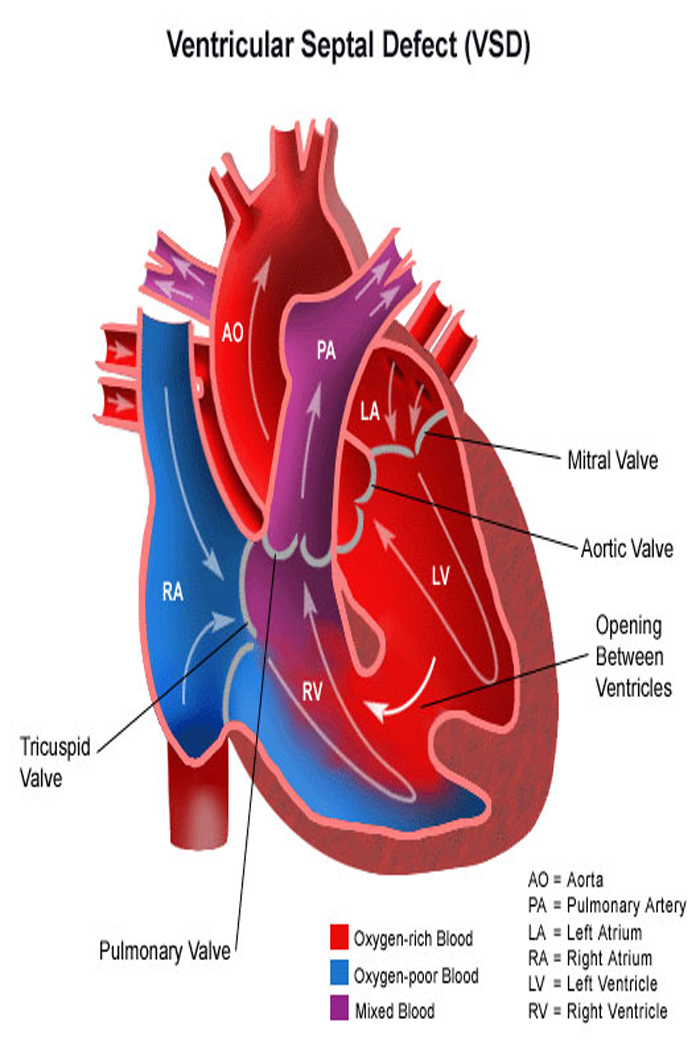 Ventricular Septal Defect (VSD)
AO
PA
LA
Mitral Valve
Aortic Valve
LV
RA
Opening
Between
Ventricles
RV
Tricuspid
Valve
Pulmonary Valve
Oxygen-rich Blood
Oxygen-poor Blood
Mixed Blood
AO = Aorta
PA = Pulmonary Artery
LA = Left Atrium
RA = Right Atrium
LV = Left Ventricle
RV = Right Ventricle